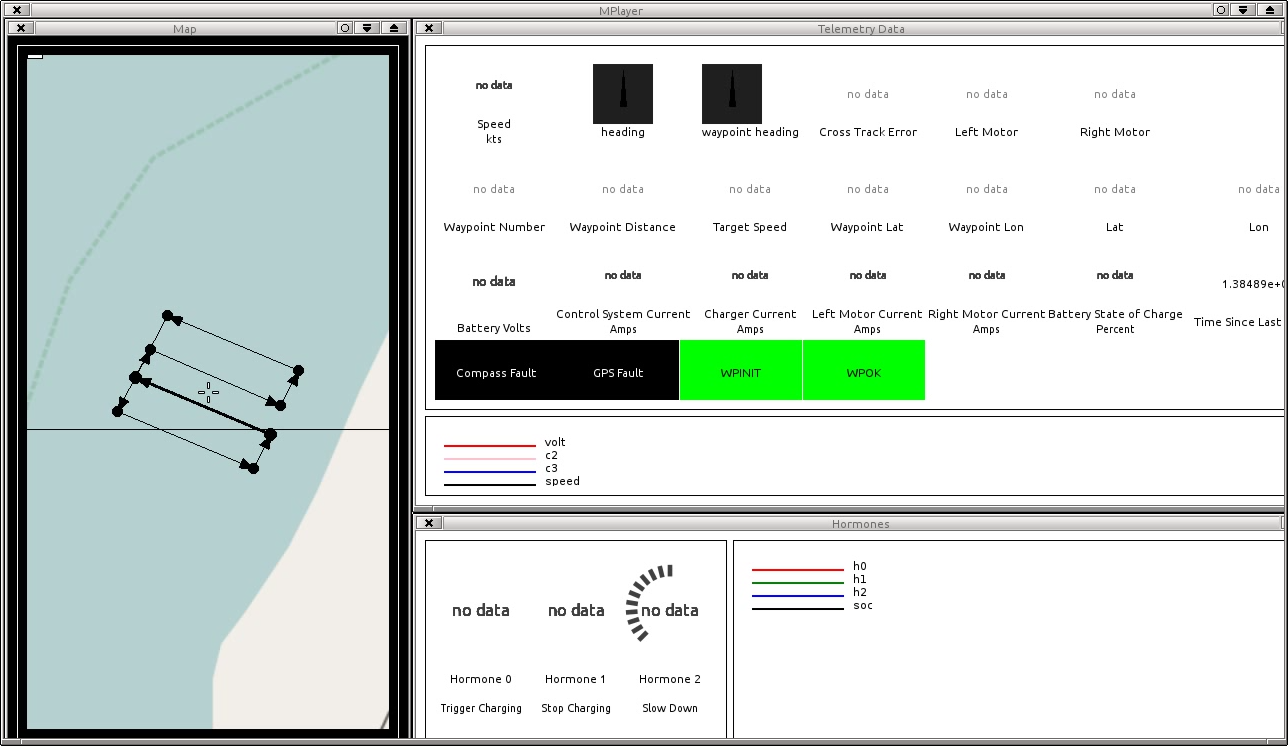 MPlayer
Map
Telemetry Data
no data
Speed
kts
heading
waypoint heading
no data
Cross Track Error
no data
Left Motor
no data
Right Motor
no data
Waypoint Number
no data
Waypoint Distance
no data
Target Speed
no data
Waypoint Lat
no data
Waypoint Lon
no data
Lat
no data
Lon
no data
Battery Volts
no data
Control System Current
Amps
no data
Charger Current
Amps
no data
Left Motor Current
Amps
no data
Right Motor Current
Amps
no data
Battery State of Charge
Percent
1.38489e+0
Time Since Last
Compass Fault
GPS Fault
WPINIT
WPOK
volt
c2
c3
speed
Hormones
no data
Hormone 0
Trigger Charging
no data
Hormone 1
Stop Charging
no data
Hormone 2
Slow Down
h0
h1
h2
soc